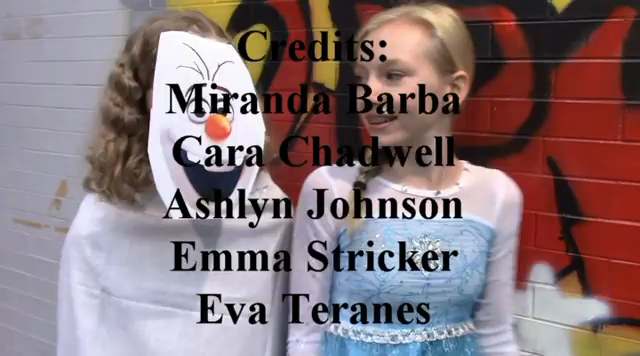 Credits:
Miranda Barba
Cara Chadwell
Ashlyn Johnson
Emma Stricker
Eva Teranes